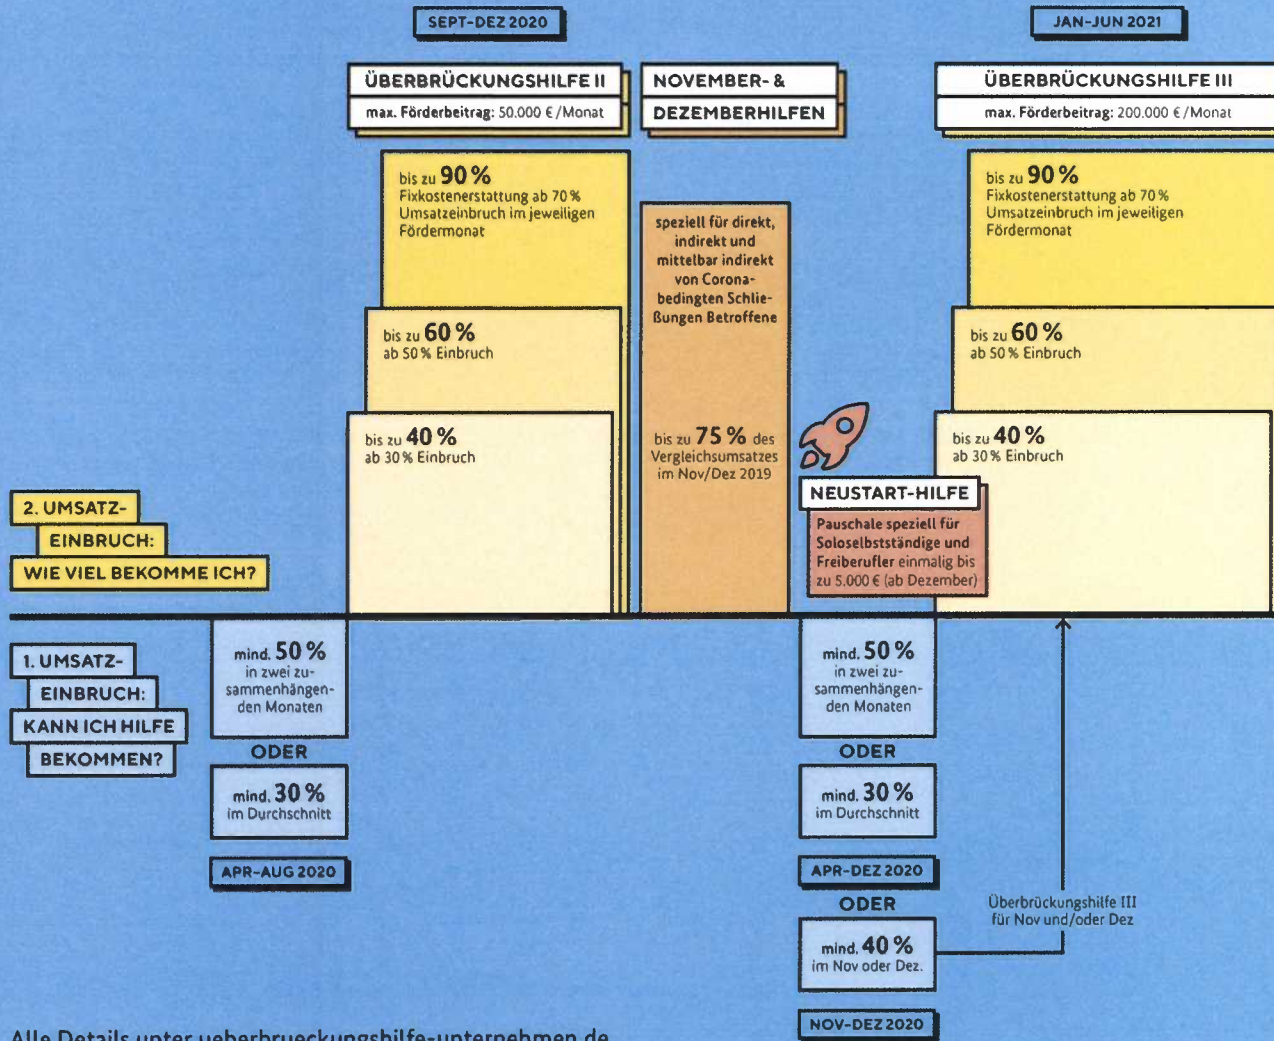 SEPT–DEZ 2020
JAN–JUN 2021
ÜBERBRÜCKUNGSHILFE II
max. Förderbeitrag: 50.000 €/Monat
NOVEMBER- &
DEZEMBERHILFEN
ÜBERBRÜCKUNGSHILFE III
max. Förderbeitrag: 200.000 €/Monat
bis zu 90 %
Fixkostenerstattung ab 70 %
Umsatzeinbruch im jeweiligen
Fördermonat
bis zu 60 %
ab 50 % Einbruch
bis zu 40 %
ab 30 % Einbruch
speziell für direkt,
indirekt und
mittelbar indirekt
von Corona-
bedingten Schlie-
ßungen Betroffene
bis zu 75 % des
Vergleichsumsatzes
im Nov/Dez 2019
NEUSTART-HILFE
Pauschale speziell für
Soloselbstständige und
Freiberufler einmalig bis
zu 5.000 € (ab Dezember)
bis zu 90 %
Fixkostenerstattung ab 70 %
Umsatzeinbruch im jeweiligen
Fördermonat
bis zu 60 %
ab 50 % Einbruch
bis zu 40 %
ab 30 % Einbruch
2. UMSATZ-
EINBRUCH:
WIE VIEL BEKOMME ICH?
1. UMSATZ-
EINBRUCH:
KANN ICH HILFE
BEKOMMEN?
mind. 50 %
in zwei zu-
sammenhängen-
den Monaten
ODER
mind. 30 %
im Durchschnitt
APR–AUG 2020
mind. 50 %
in zwei zu-
sammenhängen-
den Monaten
ODER
mind. 30 %
im Durchschnitt
APR–DEZ 2020
ODER
mind. 40 %
im Nov oder Dez.
NOV–DEZ 2020
Überbrückungshilfe III
für Nov und/oder Dez
Alle Details unter ueberbrueckungshilfe-unternehmen.de